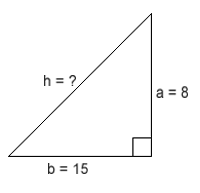 h = ?
a = 8
b = 15